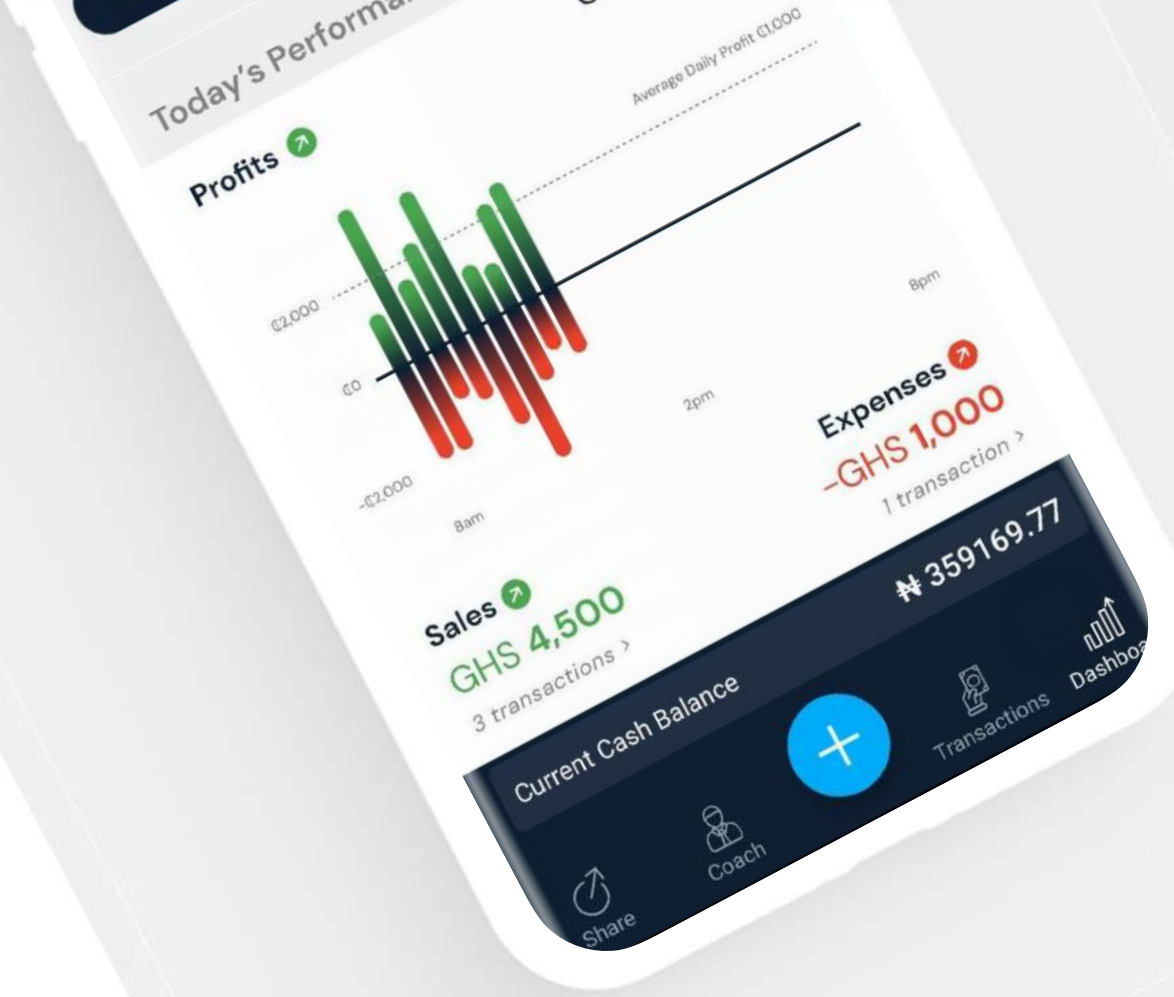 Today's
Profits
Average Daily Profit ₵1,000
₵2,000
₵0
-₵2,000
8am
2pm
8pm
Sales
GHS 4,500
3 transactions >
Expenses
-GHS 1,000
1 transaction >
Current Cash Balance
₦ 359169.77
Share
Coach
Transactions
Dashboa